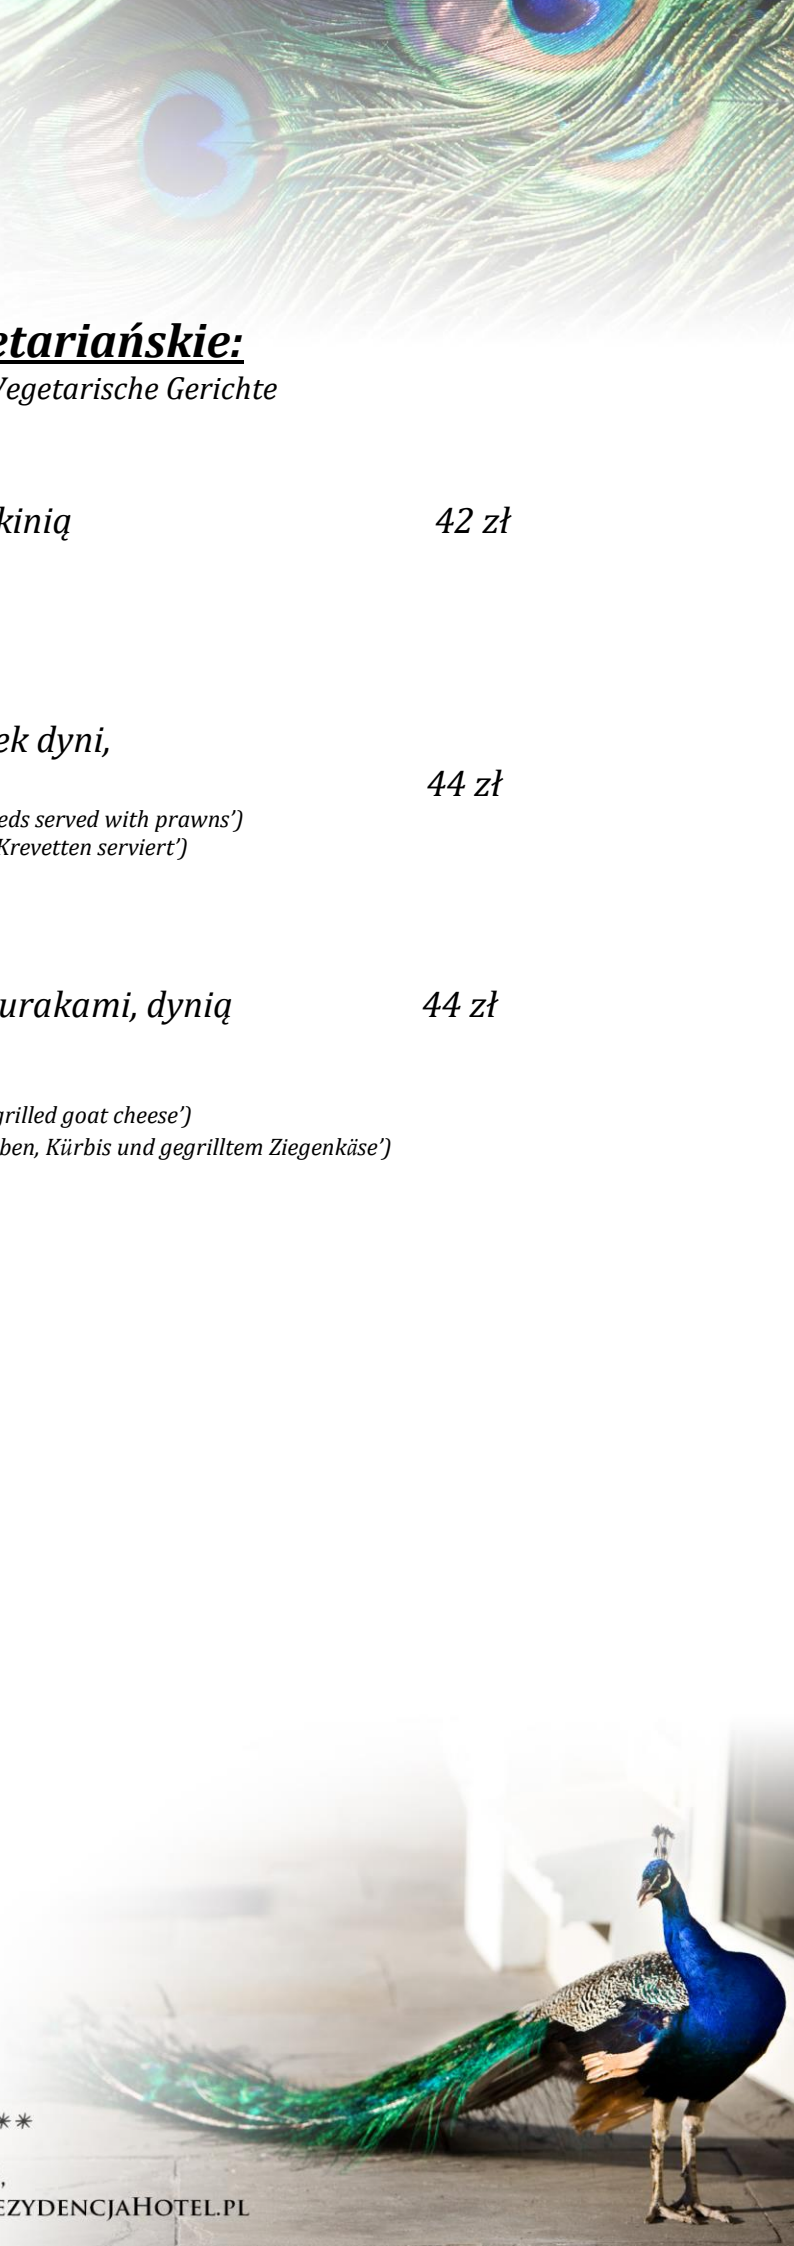 etariańskie:
Vegetarische Gerichte
kinią 42 zł
ek dyni,
44 zł
eds served with prawns’)
Krevetten serviert’)
urakami, dynią 44 zł
grilled goat cheese’)
ben, Kürbis und gegrilltem Ziegenkäse’)
**
,
EZYDENCJAHOTEL.PL